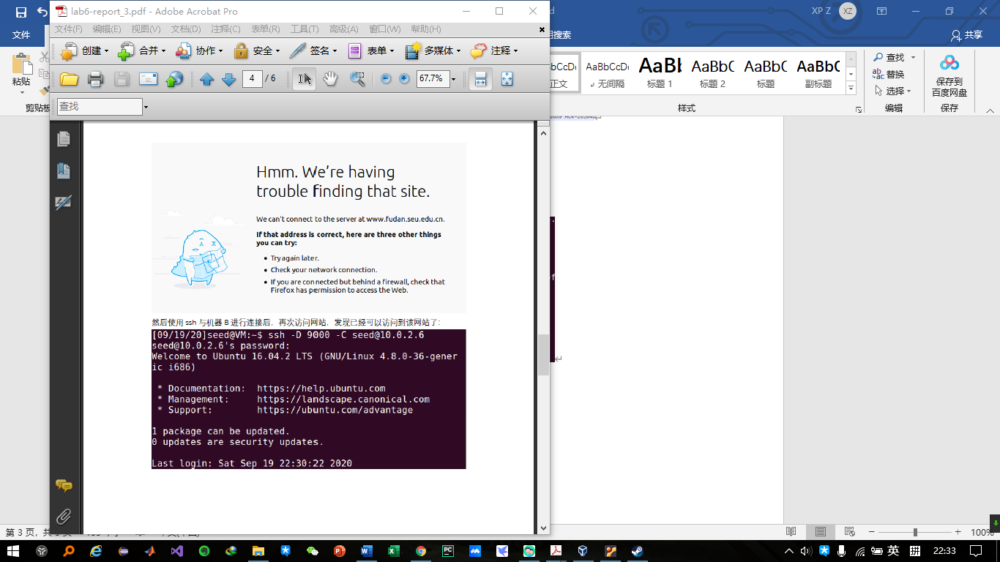 lab6-report_3.pdf - Adobe Acrobat Pro
XP Z
XZ
文件
搜索
共享
文件(F) 编辑(E) 视图(V) 文档(D) 注释(C) 表单(R) 工具(T) 高级(A) 窗口(W) 帮助(H)
创建 合并 协作 安全 签名 表单 多媒体 注释
4 / 6 67.7%
查找
粘贴
剪贴板
AaBbCcDc AaBbC AaBbC AaBbC
正文 无间隔 标题 1 标题 2 标题 副标题
样式
查找
替换
选择
编辑
保存到
百度网盘
保存
Hmm. We're having
trouble finding that site.
We can't connect to the server at www.fudan.seu.edu.cn.
If that address is correct, here are three other things
you can try:
Try again later.
Check your network connection.
If you are connected but behind a firewall, check that
Firefox has permission to access the Web.
然后使用 ssh 与机器 B 进行连接后，再次访问网站，发现已经可以访问到该网站了：
[09/19/20]seed@VM:~$ ssh -D 9000 -C seed@10.0.2.6
seed@10.0.2.6's password:
Welcome to Ubuntu 16.04.2 LTS (GNU/Linux 4.8.0-36-gener
ic i686)
* Documentation: https://help.ubuntu.com
* Management: https://landscape.canonical.com
* Support: https://ubuntu.com/advantage
1 package can be updated.
0 updates are security updates.
Last login: Sat Sep 19 22:30:22 2020
第 3 页，共
100%
英
拼
22:33